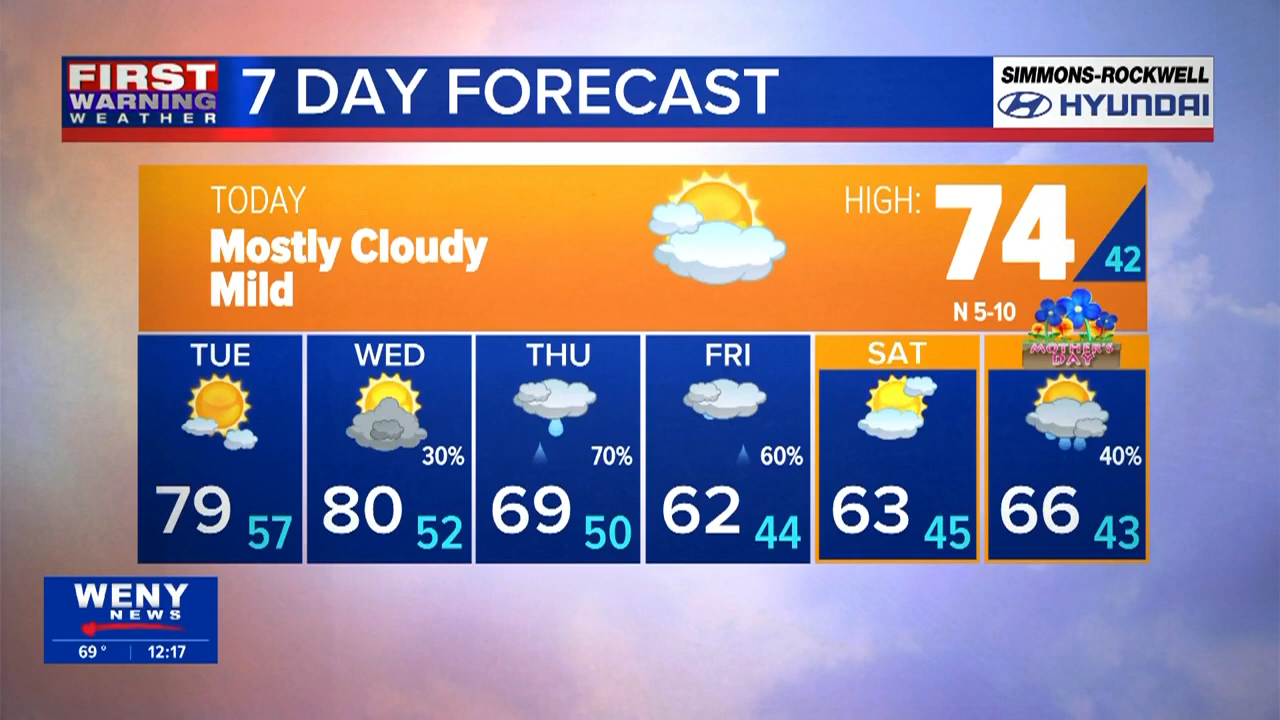 FIRST
WARNING
WEATHER
7 DAY FORECAST
SIMMONS-ROCKWELL
HYUNDAI
TODAY
Mostly Cloudy
Mild
HIGH: 74
42
N 5-10
TUE
79 57
WED
30%
80 52
THU
70%
69 50
FRI
60%
62 44
SAT
63 45
MOTHER'S
DAY
40%
66 43
WENY
NEWS
69° | 12:17